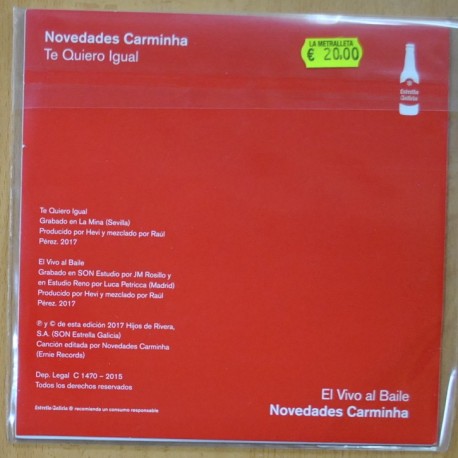 Novedades Carminha
Te Quiero Igual
LA METRALLETA
€ 20.00
Estrella
Galicia
Te Quiero Igual
Grabado en La Mina (Sevilla)
Producido por Hevi y mezclado por Raúl
Pérez. 2017
El Vivo al Baile
Grabado en SON Estudio por JM Rosillo y
en Estudio Reno por Luca Petricca (Madrid)
Producido por Hevi y mezclado por Raúl
Pérez. 2017
℗ y © de esta edición 2017 Hijos de Rivera,
S.A. (SON Estrella Galicia)
Canción editada por Novedades Carminha
(Ernie Records)
Dep. Legal C 1470 – 2015
Todos los derechos reservados
Estrella Galicia ® recomienda un consumo responsable
El Vivo al Baile
Novedades Carminha